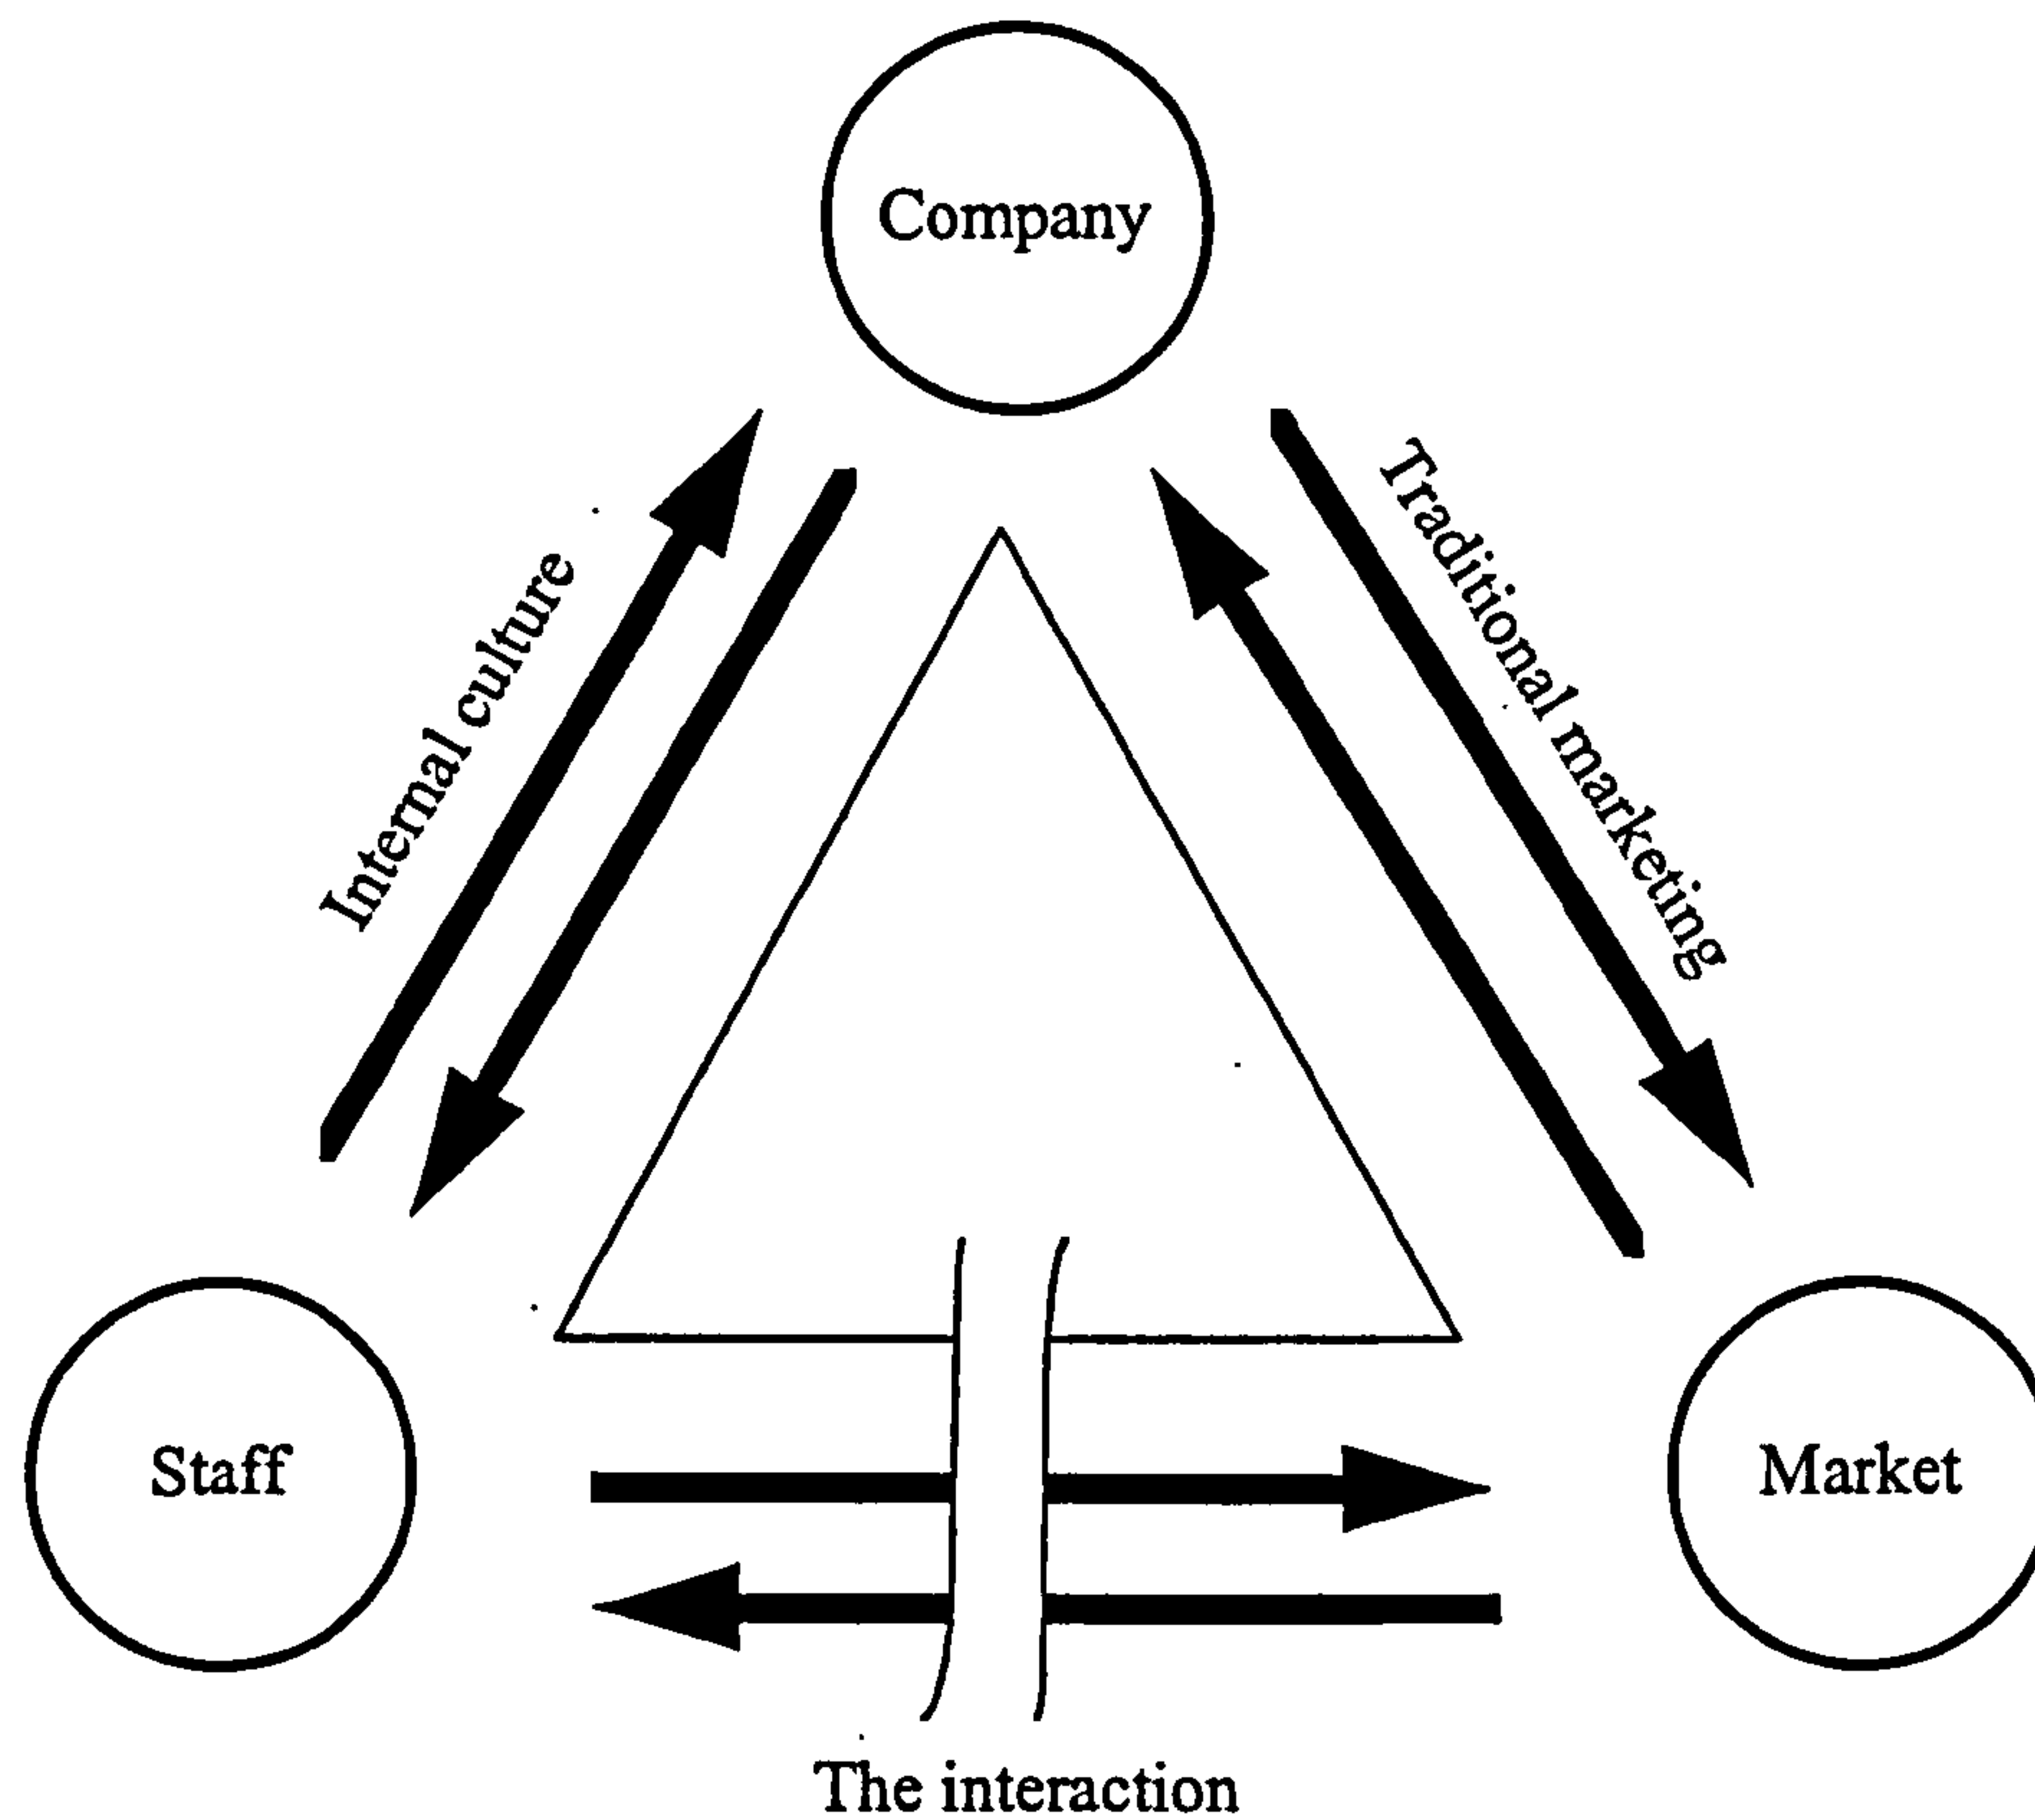 Company
Internal culture
Traditional marketing
Staff
Market
The interaction